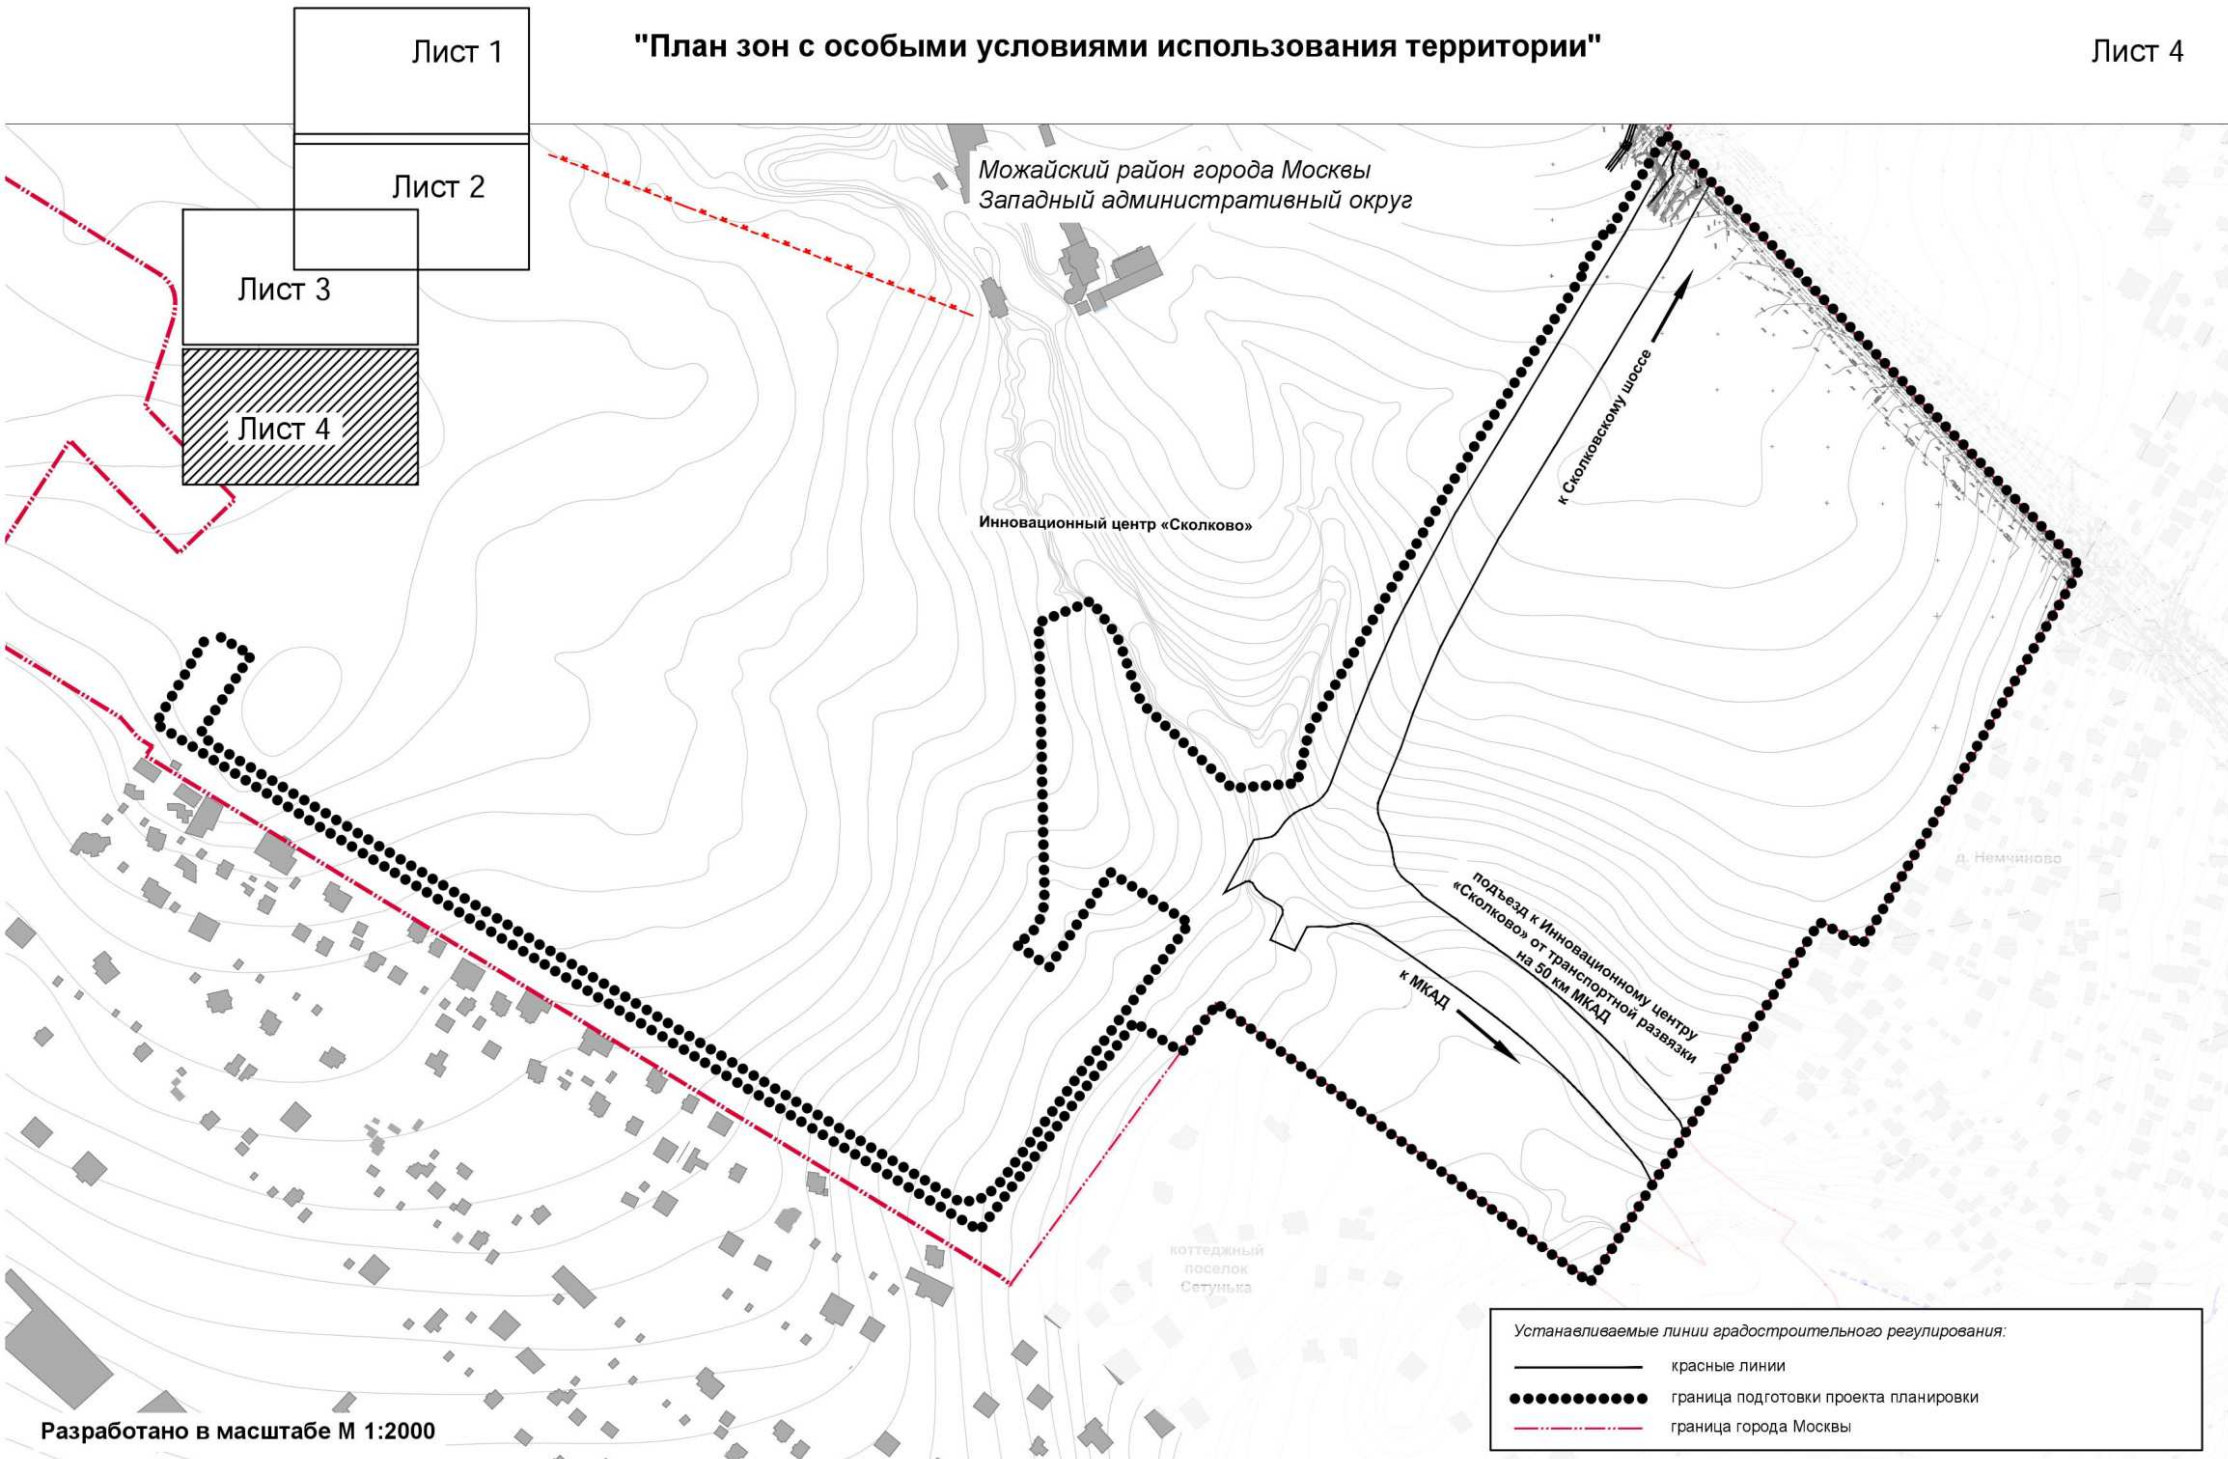 Лист 1
"План зон с особыми условиями использования территории"
Лист 4
Лист 2
Лист 3
Лист 4
Можайский район города Москвы
Западный административный округ
к Сколковскому шоссе
Инновационный центр «Сколково»
д. Немчиново
подъезд к Инновационному центру
«Сколково» от транспортной развязки
на 50 км МКАД
к МКАД
коттеджный
поселок
Сетунька
Устанавливаемые линии градостроительного регулирования:
красные линии
граница подготовки проекта планировки
граница города Москвы
Разработано в масштабе М 1:2000